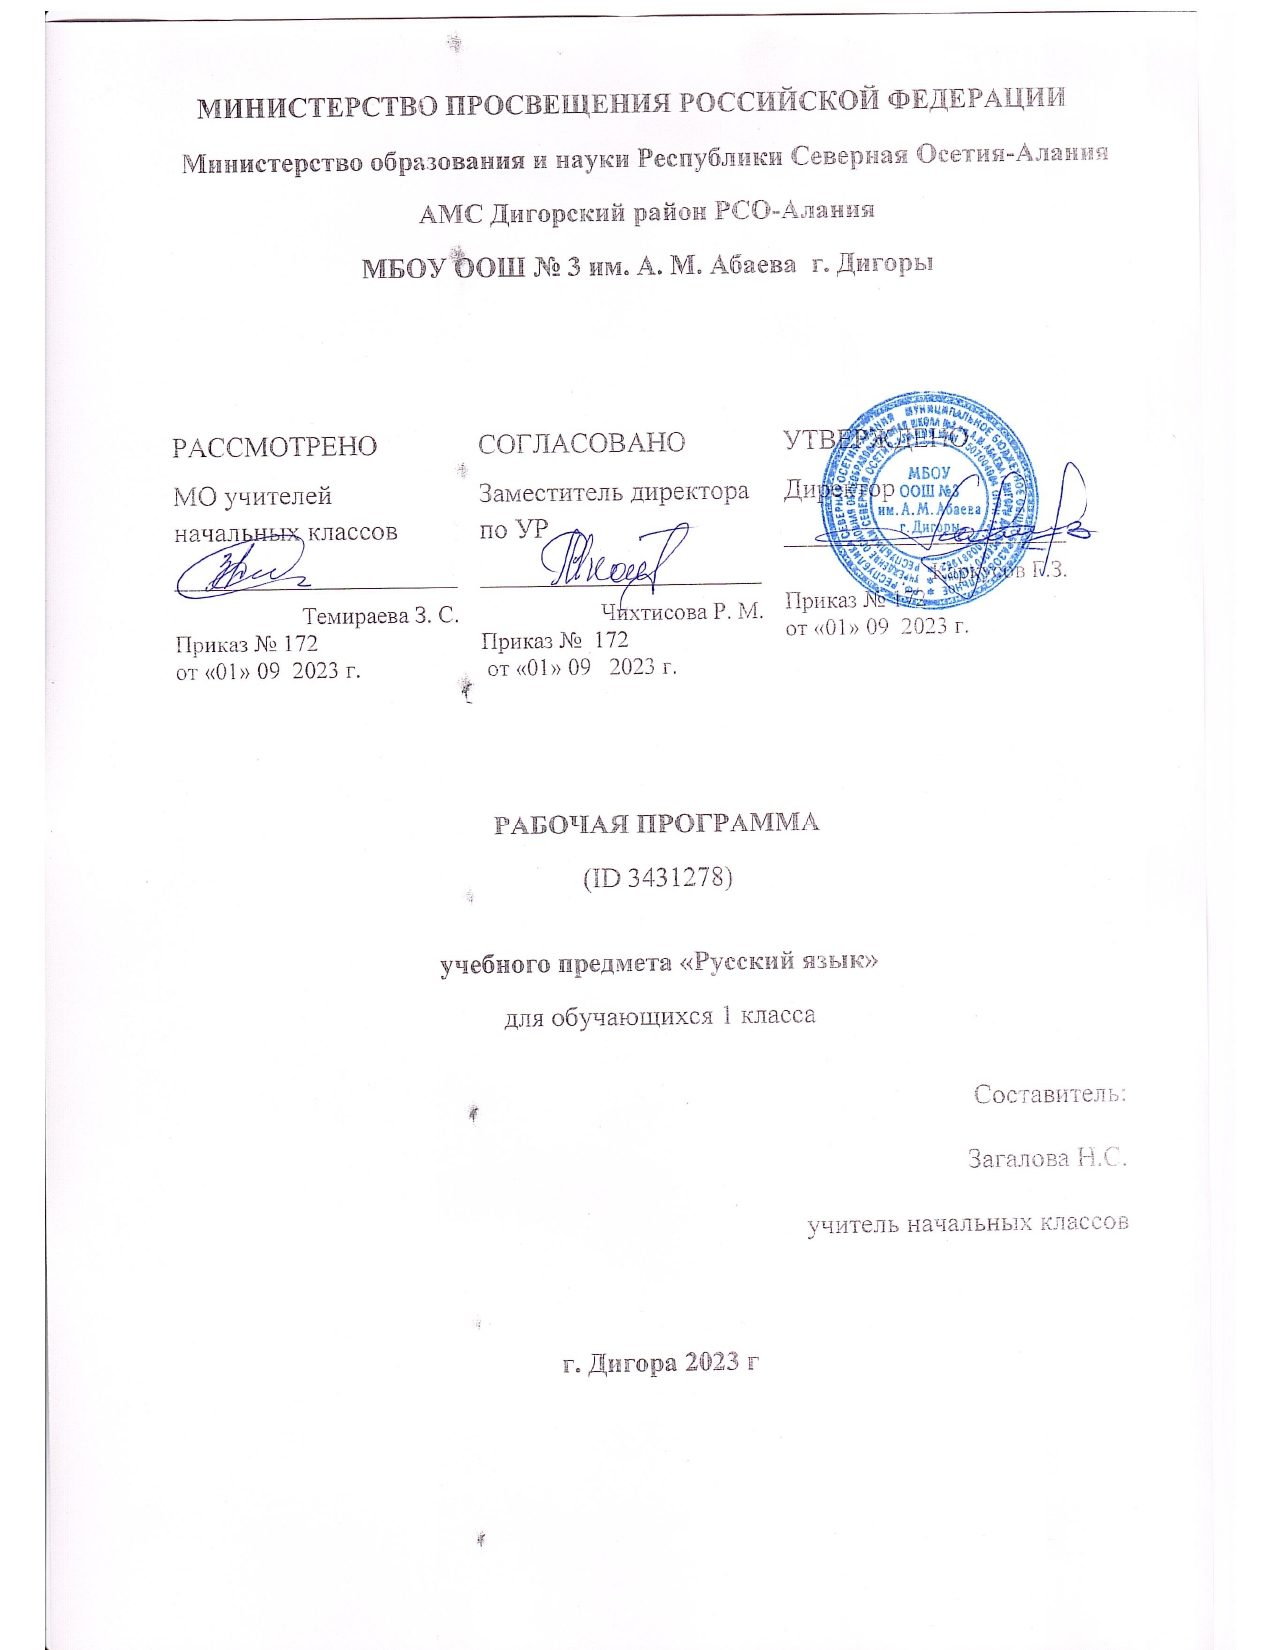 МИНИСТЕРСТВО ПРОСВЕЩЕНИЯ РОССИЙСКОЙ ФЕДЕРАЦИИ
Министерство образования и науки Республики Северная Осетия-Алания
АМС Дигорский район РСО-Алания
МБОУ ООШ № 3 им. А. М. Абаева г. Дигоры
РАССМОТРЕНО
МО учителей
начальных классов
Темираева З. С.
Приказ № 172
от «01» 09 2023 г.
СОГЛАСОВАНО
Заместитель директора
по УР
Чихтисова Р. М.
Приказ № 172
от «01» 09 2023 г.
УТВЕРЖДЕНО
Директор
Г.З.
Приказ № 172
от «01» 09 2023 г.
МБОУ
ООШ №3
им. А. М. Абаева
г. Дигоры
РАБОЧАЯ ПРОГРАММА
(ID 3431278)
учебного предмета «Русский язык»
для обучающихся 1 класса
Составитель:
Загалова Н.С.
учитель начальных классов
г. Дигора 2023 г